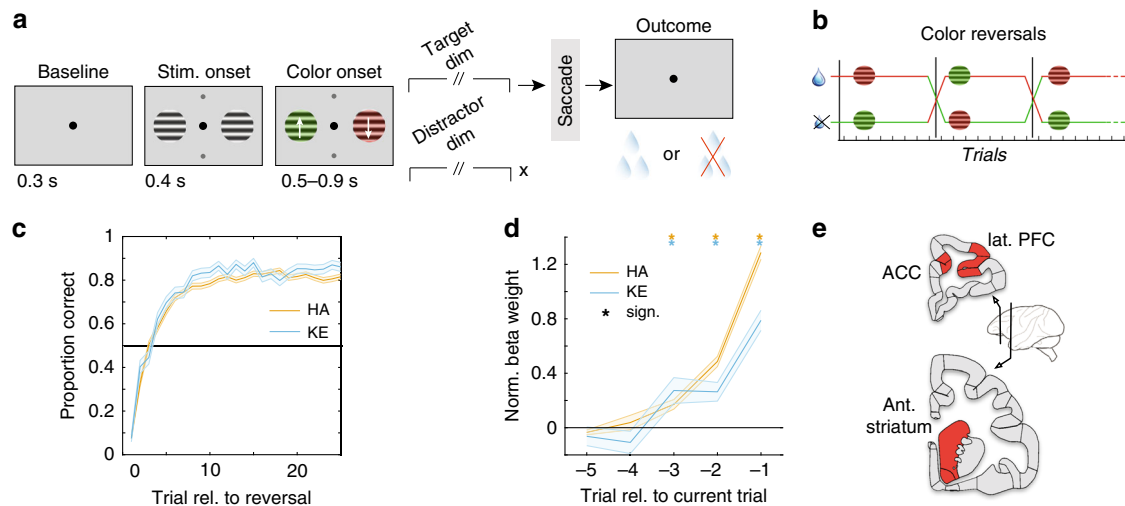 a
Baseline
0.3 s
Stim. onset
0.4 s
Color onset
0.5–0.9 s
Target
dim
//
Distractor
dim
//
x
Saccade
Outcome
or
b
Color reversals
Trials
c
Proportion correct
1
0.8
0.6
0.4
0.2
0
HA
KE
0
10
20
Trial rel. to reversal
d
Norm. beta weight
1.2
0.8
0.4
0
HA
KE
* sign.
* * *
* * *
–5
–4
–3
–2
–1
Trial rel. to current trial
e
lat. PFC
ACC
Ant.
striatum